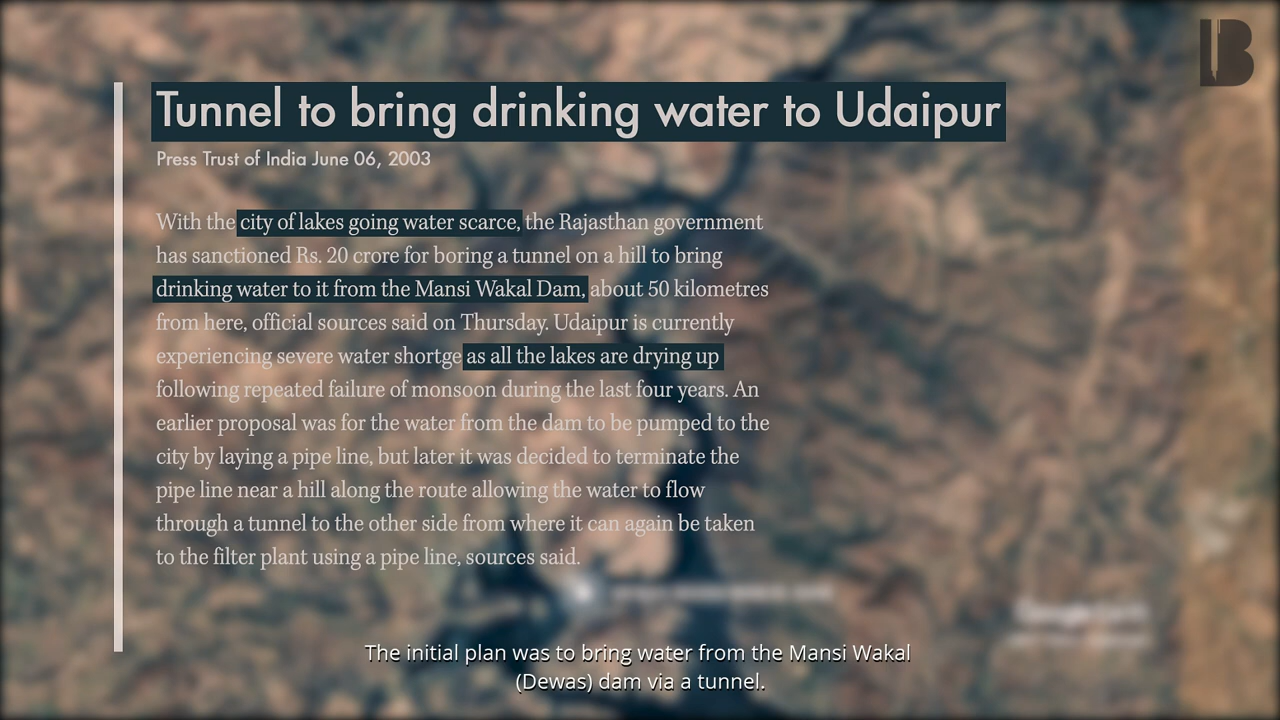 B
Tunnel to bring drinking water to Udaipur
Press Trust of India June 06, 2003
With the city of lakes going water scarce, the Rajasthan government
has sanctioned Rs. 20 crore for boring a tunnel on a hill to bring
drinking water to it from the Mansi Wakal Dam, about 50 kilometres
from here, official sources said on Thursday. Udaipur is currently
experiencing severe water shortge as all the lakes are drying up
following repeated failure of monsoon during the last four years. An
earlier proposal was for the water from the dam to be pumped to the
city by laying a pipe line, but later it was decided to terminate the
pipe line near a hill along the route allowing the water to flow
through a tunnel to the other side from where it can again be taken
to the filter plant using a pipe line, sources said.
The initial plan was to bring water from the Mansi Wakal
(Dewas) dam via a tunnel.